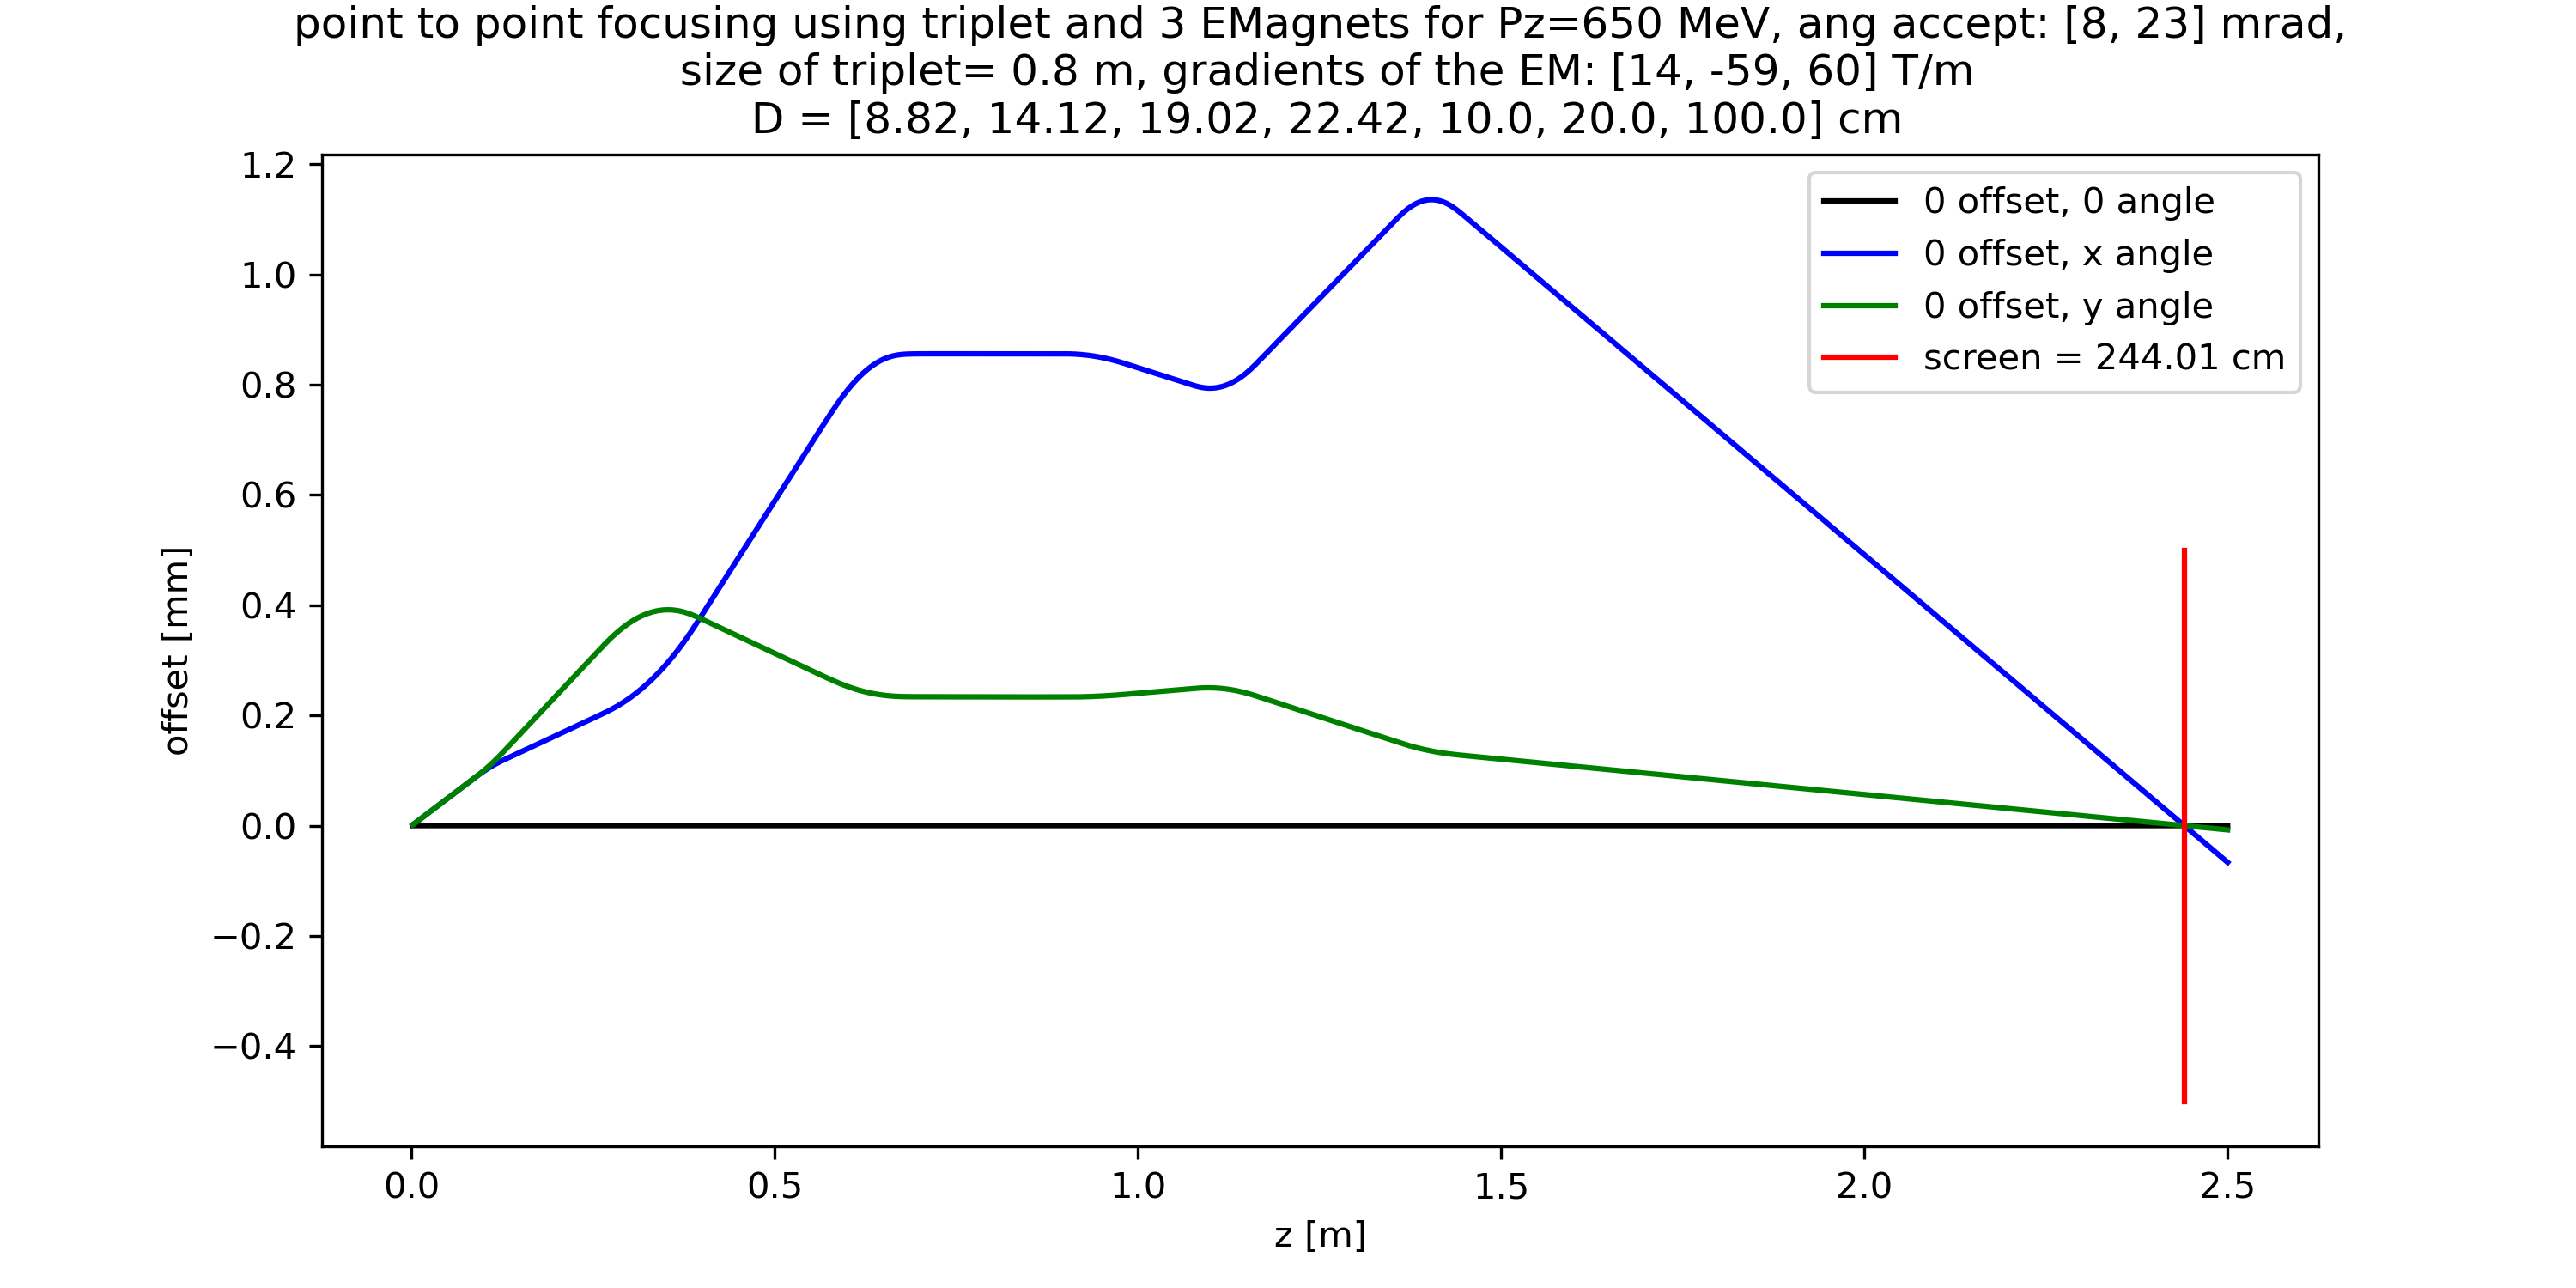 point to point focusing using triplet and 3 EMagnets for Pz=650 MeV, ang accept: [8, 23] mrad,
size of triplet= 0.8 m, gradients of the EM: [14, -59, 60] T/m
D = [8.82, 14.12, 19.02, 22.42, 10.0, 20.0, 100.0] cm
1.2
1.0
0.8
0.6
0.4
0.2
0.0
−0.2
−0.4
offset [mm]
0 offset, 0 angle
0 offset, x angle
0 offset, y angle
screen = 244.01 cm
0.0
0.5
1.0
1.5
2.0
2.5
z [m]